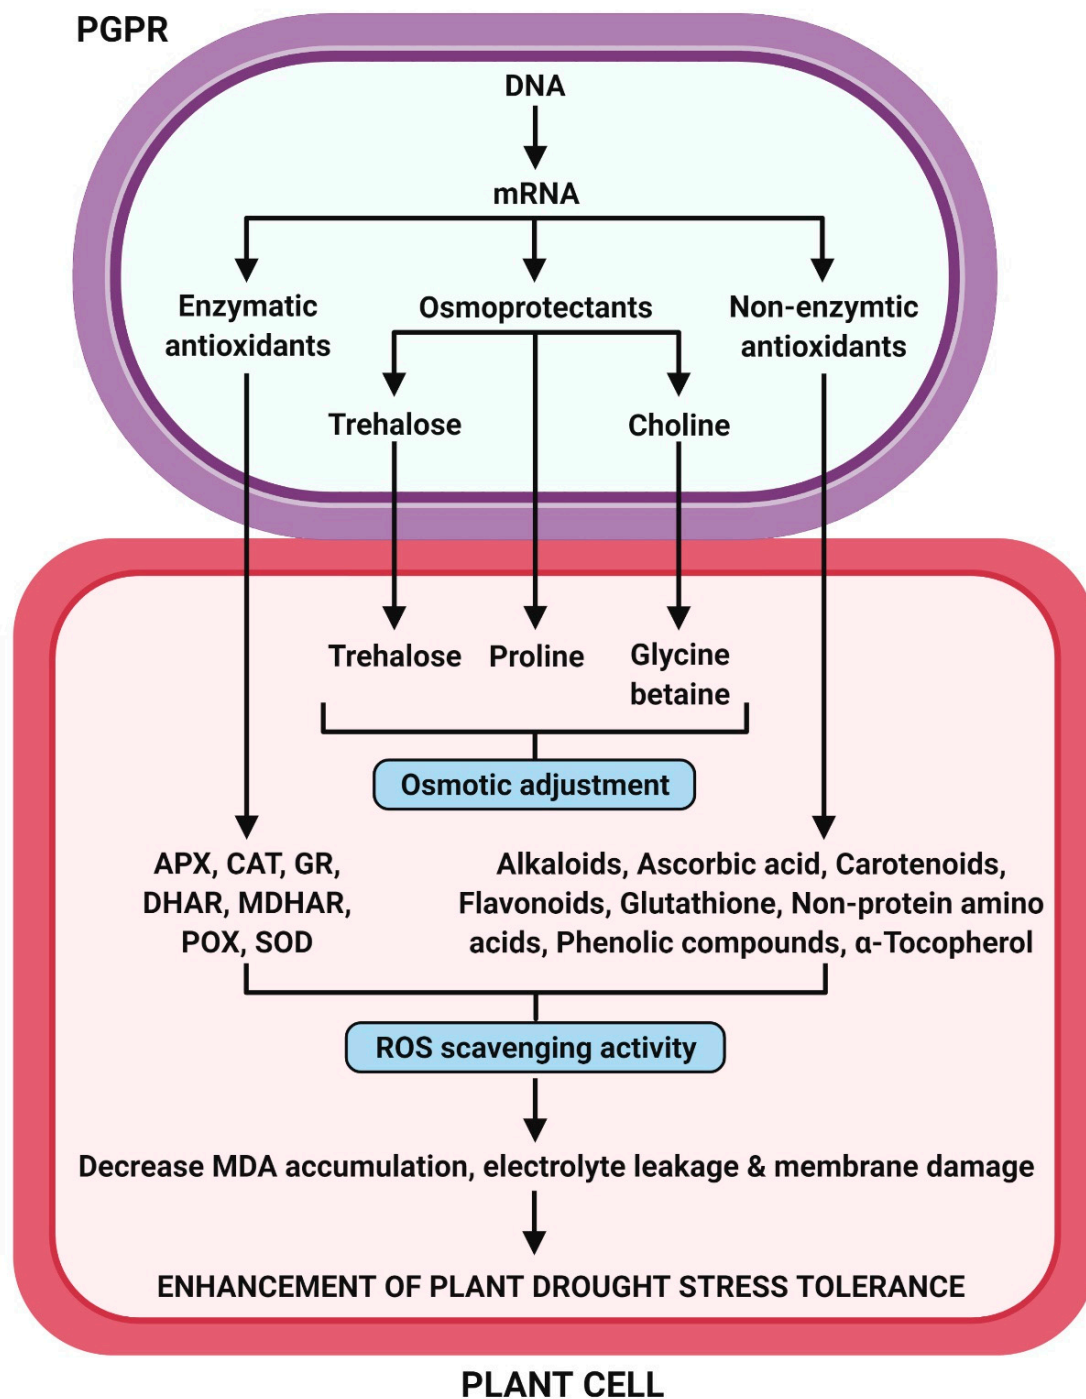 PGPR
DNA
mRNA
Enzymatic
antioxidants
Osmoprotectants
Non-enzymtic
antioxidants
Trehalose
Choline
Trehalose
Proline
Glycine
betaine
Osmotic adjustment
APX, CAT, GR,
DHAR, MDHAR,
POX, SOD
Alkaloids, Ascorbic acid, Carotenoids,
Flavonoids, Glutathione, Non-protein amino
acids, Phenolic compounds, α-Tocopherol
ROS scavenging activity
Decrease MDA accumulation, electrolyte leakage & membrane damage
ENHANCEMENT OF PLANT DROUGHT STRESS TOLERANCE
PLANT CELL